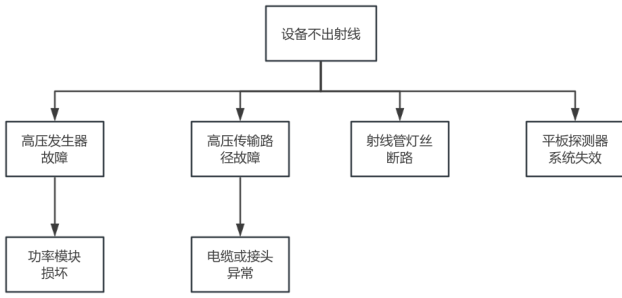 设备不出射线
高压发生器
故障
高压传输路
径故障
射线管灯丝
断路
平板探测器
系统失效
功率模块
损坏
电缆或接头
异常